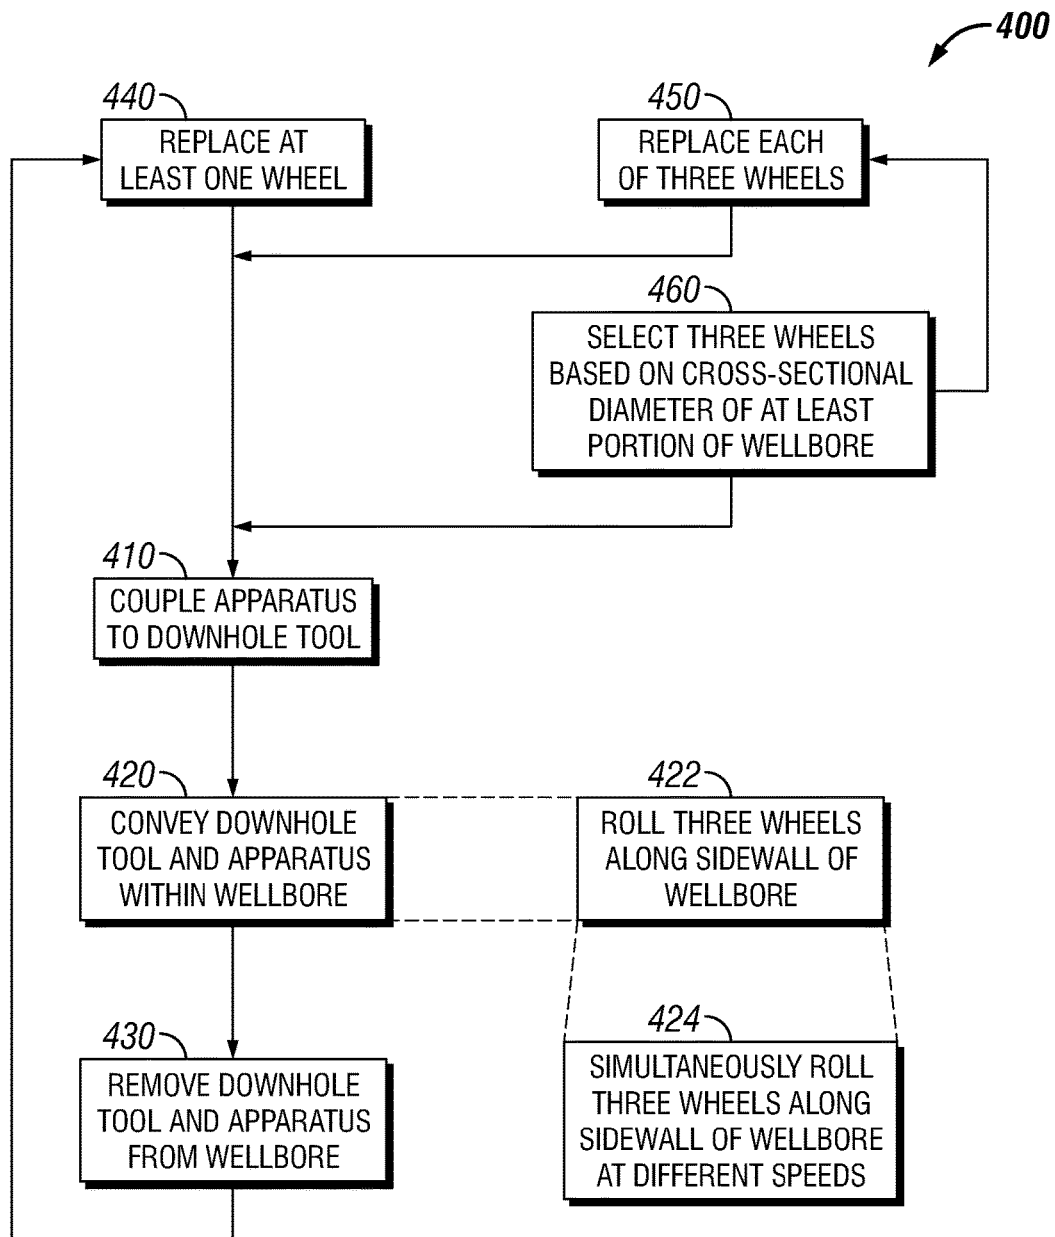 400
440
REPLACE AT
LEAST ONE WHEEL
450
REPLACE EACH
OF THREE WHEELS
460
SELECT THREE WHEELS
BASED ON CROSS-SECTIONAL
DIAMETER OF AT LEAST
PORTION OF WELLBORE
410
COUPLE APPARATUS
TO DOWNHOLE TOOL
420
CONVEY DOWNHOLE
TOOL AND APPARATUS
WITHIN WELLBORE
422
ROLL THREE WHEELS
ALONG SIDEWALL OF
WELLBORE
430
REMOVE DOWNHOLE
TOOL AND APPARATUS
FROM WELLBORE
424
SIMULTANEOUSLY ROLL
THREE WHEELS ALONG
SIDEWALL OF WELLBORE
AT DIFFERENT SPEEDS